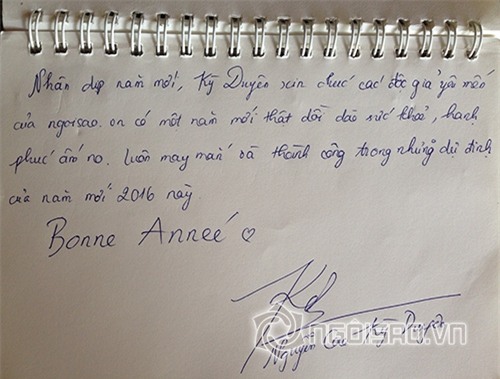 Nhân dịp năm mới, Kỳ Duyên xin chúc các độc giả yêu mến
của ngoisao.vn có một năm mới thật dồi dào sức khoẻ, hạnh
phúc ấm no. Luôn may mắn và thành công trong những dự định
của năm mới 2016 này
Bonne Anneé ♡
Kd
NGOISAO.VN
Nguyễn Cao Kỳ Duyên